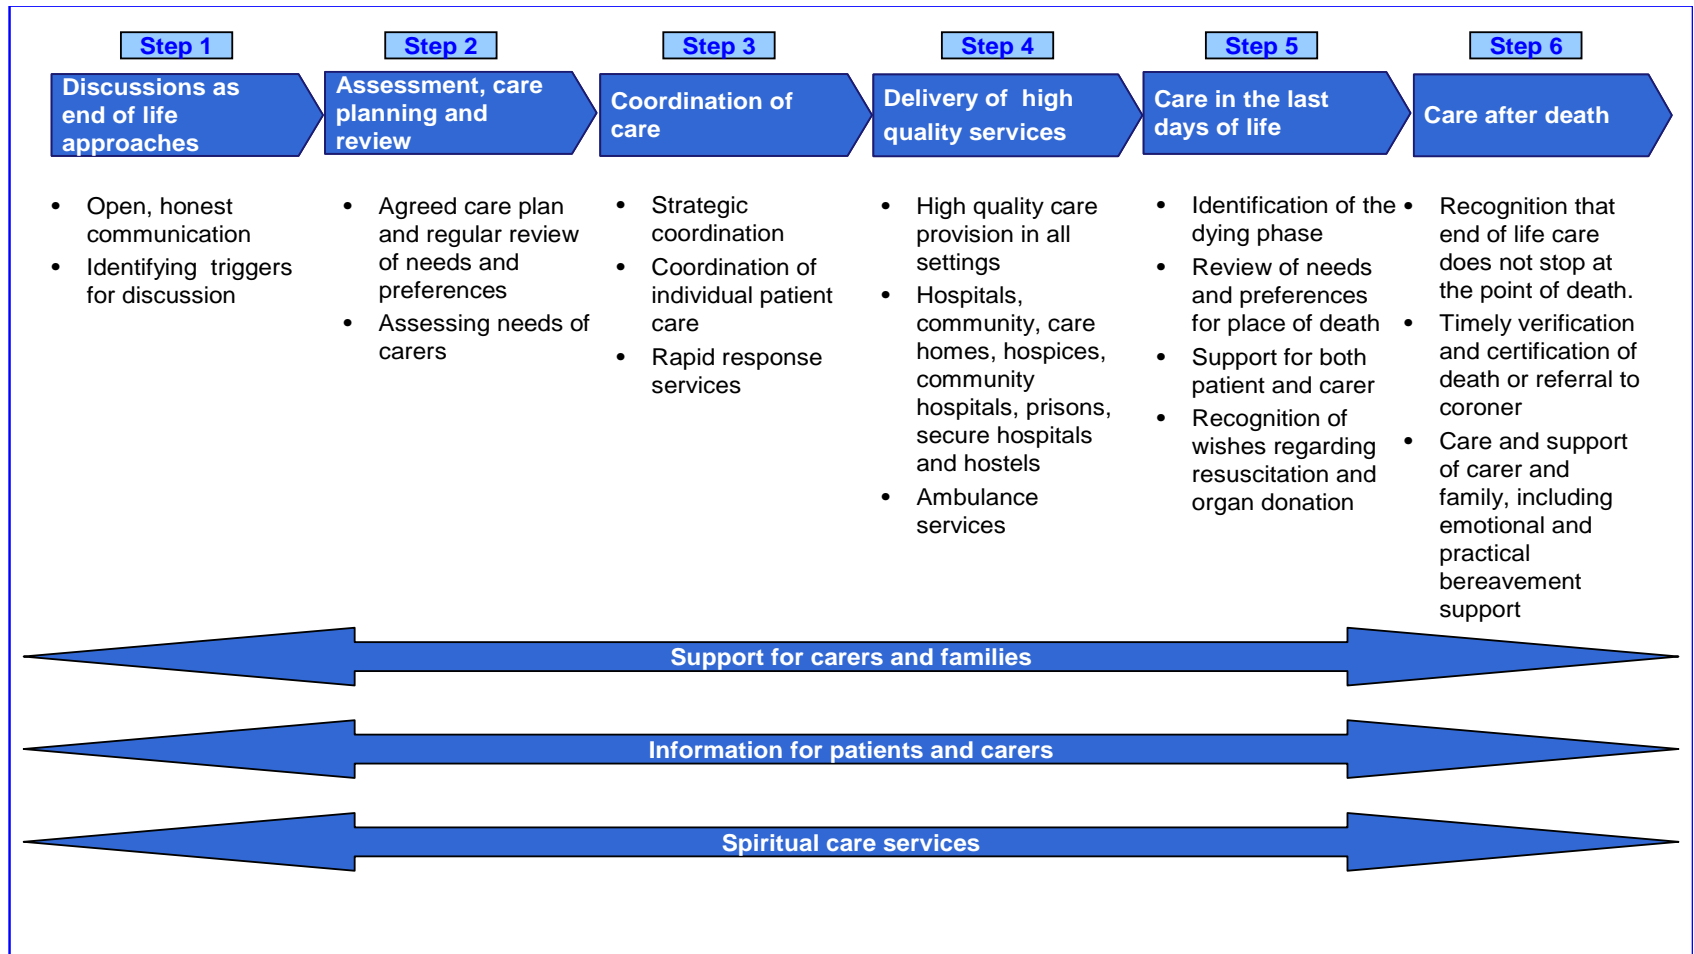 Step 1
Discussions as
end of life
approaches
• Open, honest
communication
• Identifying triggers
for discussion
Step 2
Assessment, care
planning and
review
• Agreed care plan
and regular review
of needs and
preferences
• Assessing needs of
carers
Step 3
Coordination of
care
• Strategic
coordination
• Coordination of
individual patient
care
• Rapid response
services
Step 4
Delivery of high
quality services
• High quality care
provision in all
settings
• Hospitals,
community, care
homes, hospices,
community
hospitals, prisons,
secure hospitals
and hostels
• Ambulance
services
Step 5
Care in the last
days of life
• Identification of the
dying phase
• Review of needs
and preferences
for place of death
• Support for both
patient and carer
• Recognition of
wishes regarding
resuscitation and
organ donation
Step 6
Care after death
• Recognition that
end of life care
does not stop at
the point of death.
• Timely verification
and certification of
death or referral to
coroner
• Care and support
of carer and
family, including
emotional and
practical
bereavement
support
Support for carers and families
Information for patients and carers
Spiritual care services